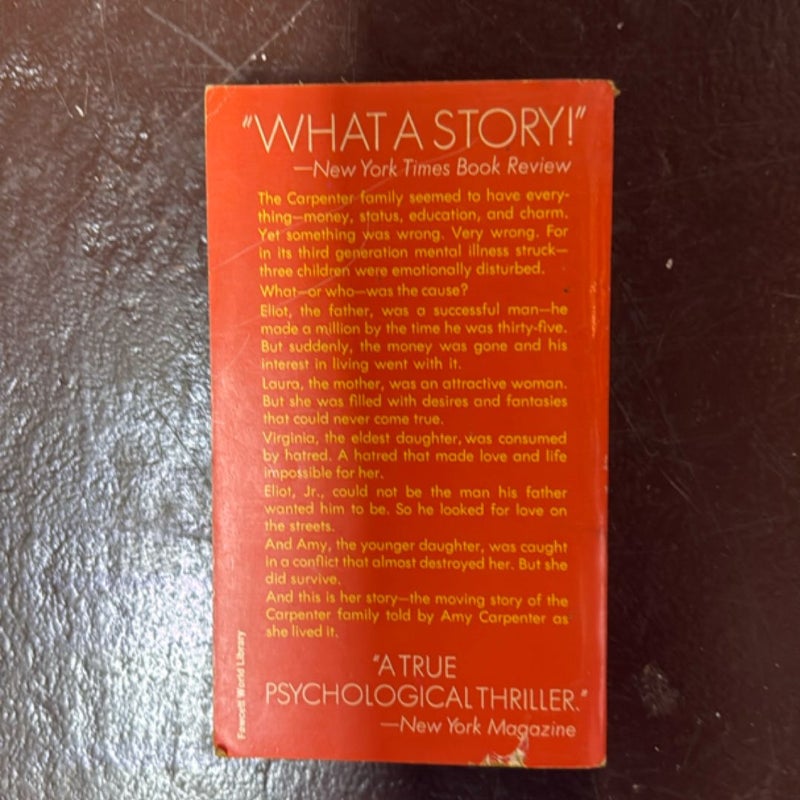 "WHAT A STORY!"
—New York Times Book Review
The Carpenter family seemed to have every-
thing—money, status, education, and charm.
Yet something was wrong. Very wrong. For
in its third generation mental illness struck—
three children were emotionally disturbed.
What—or who—was the cause?
Eliot, the father, was a successful man—he
made a million by the time he was thirty-five.
But suddenly, the money was gone and his
interest in living went with it.
Laura, the mother, was an attractive woman.
But she was filled with desires and fantasies
that could never come true.
Virginia, the eldest daughter, was consumed
by hatred. A hatred that made love and life
impossible for her.
Eliot, Jr., could not be the man his father
wanted him to be. So he looked for love on
the streets.
And Amy, the younger daughter, was caught
in a conflict that almost destroyed her. But she
did survive.
And this is her story—the moving story of the
Carpenter family told by Amy Carpenter as
she lived it.
"A TRUE
PSYCHOLOGICAL THRILLER."
—New York Magazine
Fawcett World Library